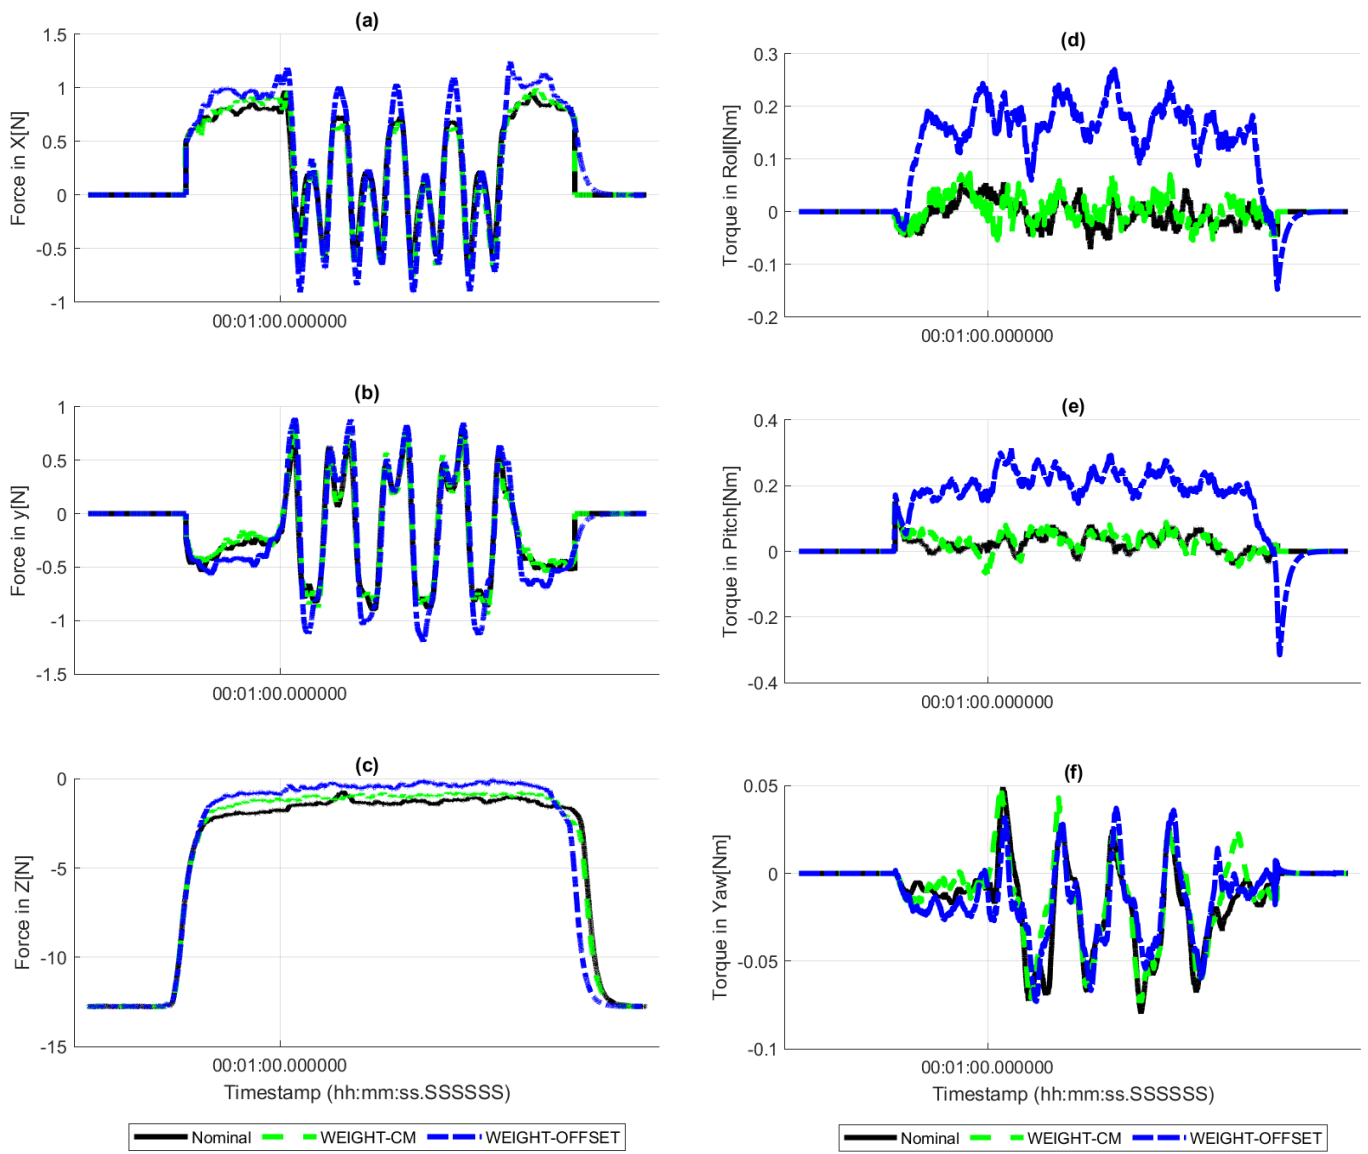 (a)
Force in X[N]
1.5
1
0.5
0
-0.5
-1
00:01:00.000000
(b)
Force in y[N]
1
0.5
0
-0.5
-1
-1.5
00:01:00.000000
(c)
Force in Z[N]
0
-5
-10
-15
00:01:00.000000
Timestamp (hh:mm:ss.SSSSSS)
Nominal WEIGHT-CM WEIGHT-OFFSET
(d)
Torque in Roll[Nm]
0.3
0.2
0.1
0
-0.1
-0.2
00:01:00.000000
(e)
Torque in Pitch[Nm]
0.4
0.2
0
-0.2
-0.4
00:01:00.000000
(f)
Torque in Yaw[Nm]
0.05
0
-0.05
-0.1
00:01:00.000000
Timestamp (hh:mm:ss.SSSSSS)
Nominal WEIGHT-CM WEIGHT-OFFSET